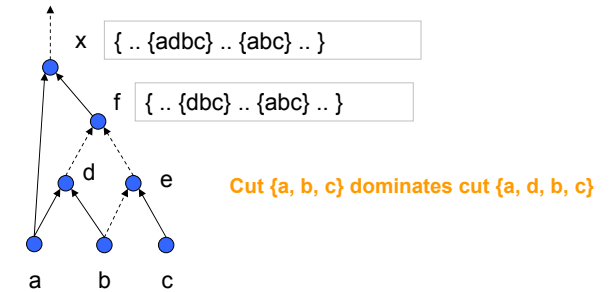 x { .. {adbc} .. {abc} .. }
f { .. {dbc} .. {abc} .. }
d e
Cut {a, b, c} dominates cut {a, d, b, c}
a b c